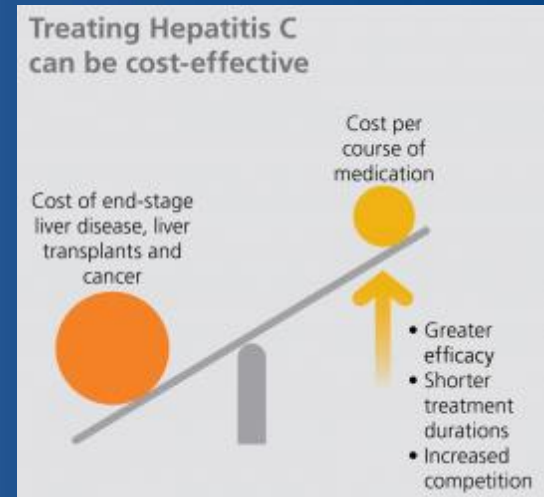 Treating Hepatitis C
can be cost-effective
Cost per
course of
medication
Cost of end-stage
liver disease, liver
transplants and
cancer
• Greater
efficacy
• Shorter
treatment
durations
• Increased
competition